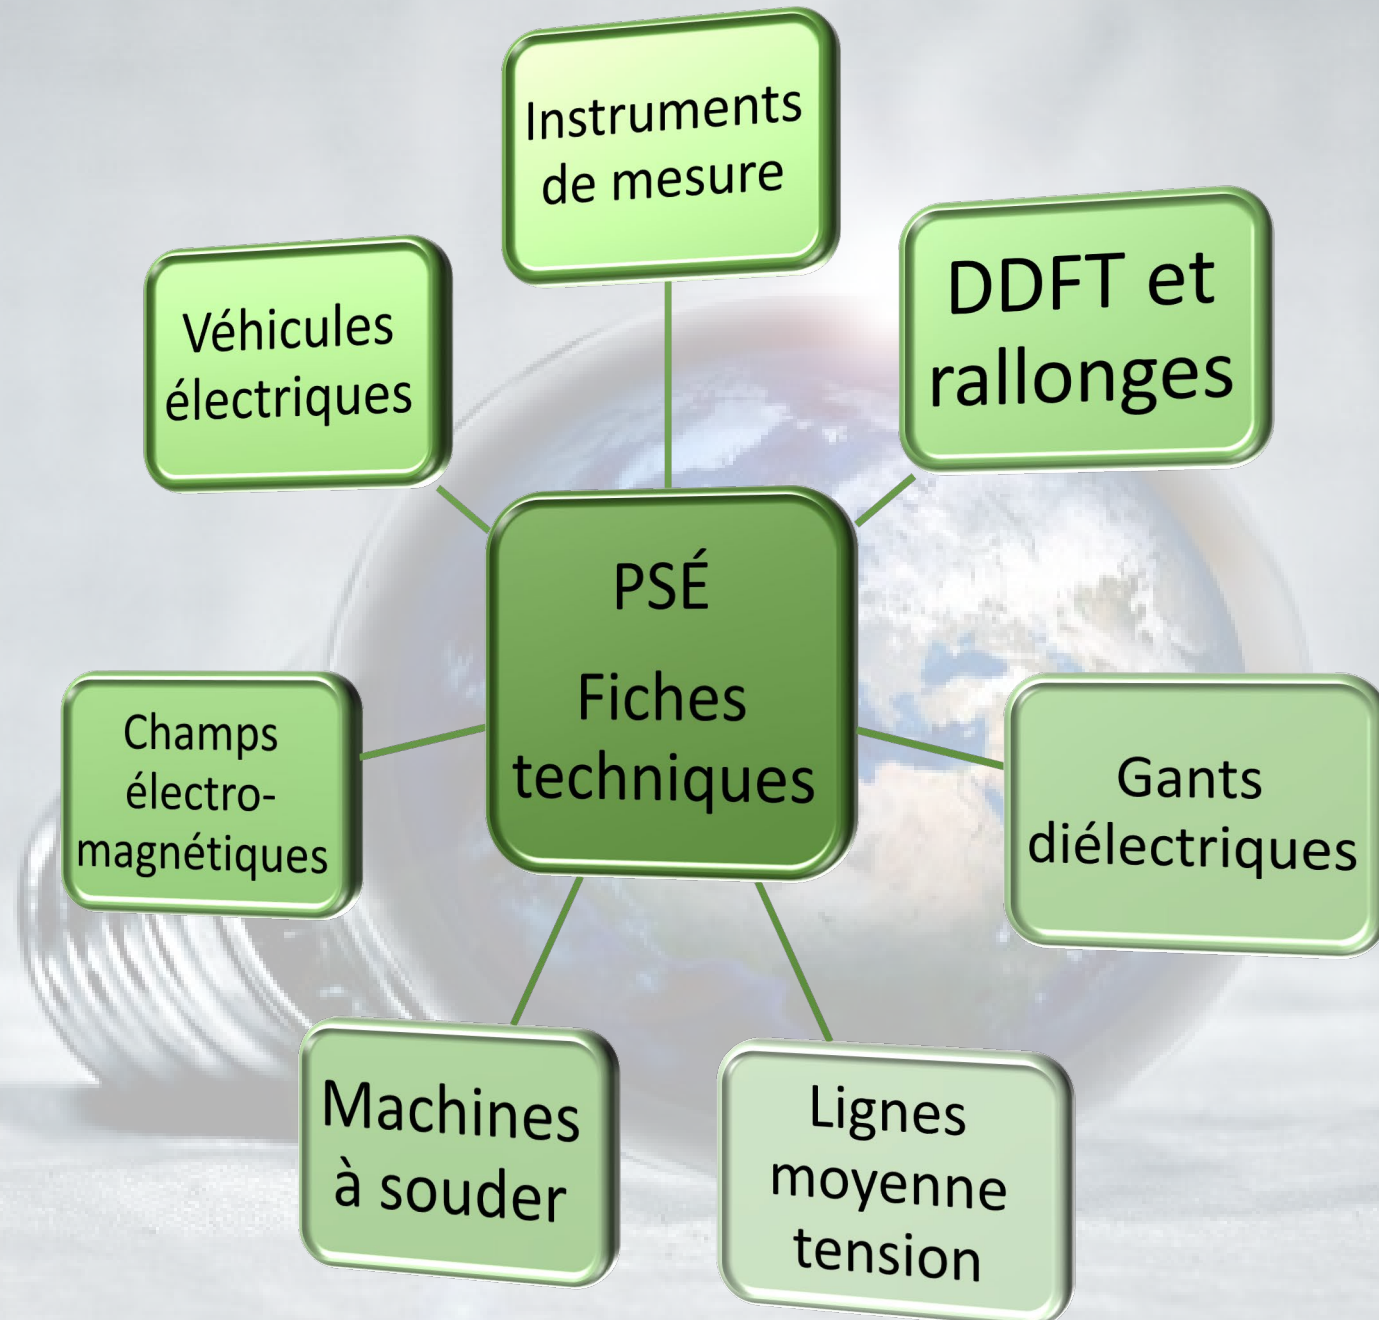 Instruments
de mesure
DDFT et
rallonges
Véhicules
électriques
PSÉ
Fiches
techniques
Champs
électro-
magnétiques
Gants
diélectriques
Machines
à souder
Lignes
moyenne
tension